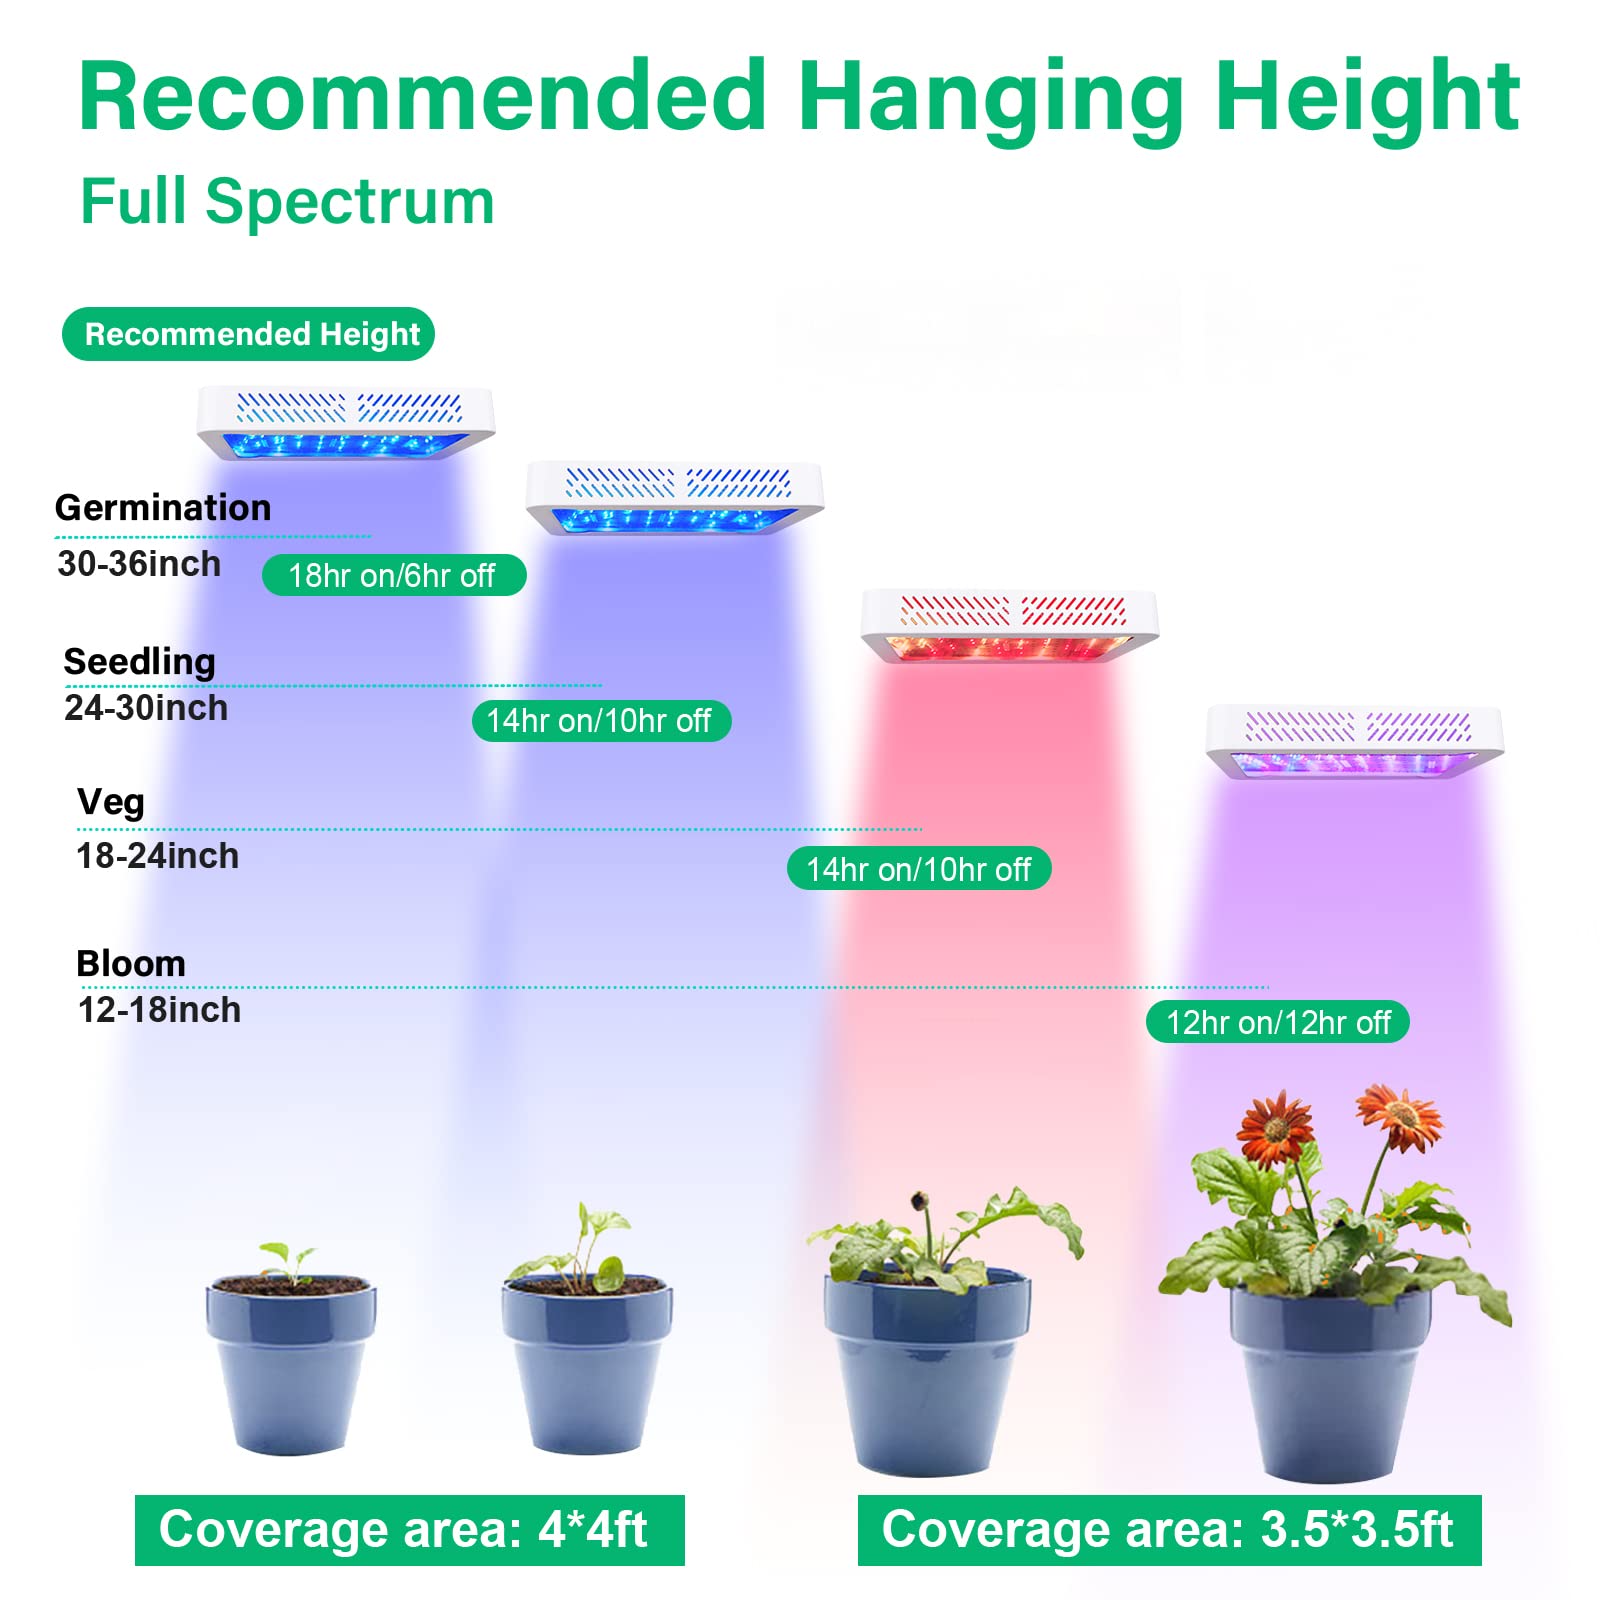 Recommended Hanging Height
Full Spectrum
Recommended Height
Germination
30-36inch
18hr on/6hr off
Seedling
24-30inch
14hr on/10hr off
Veg
18-24inch
14hr on/10hr off
Bloom
12-18inch
12hr on/12hr off
Coverage area: 4*4ft
Coverage area: 3.5*3.5ft